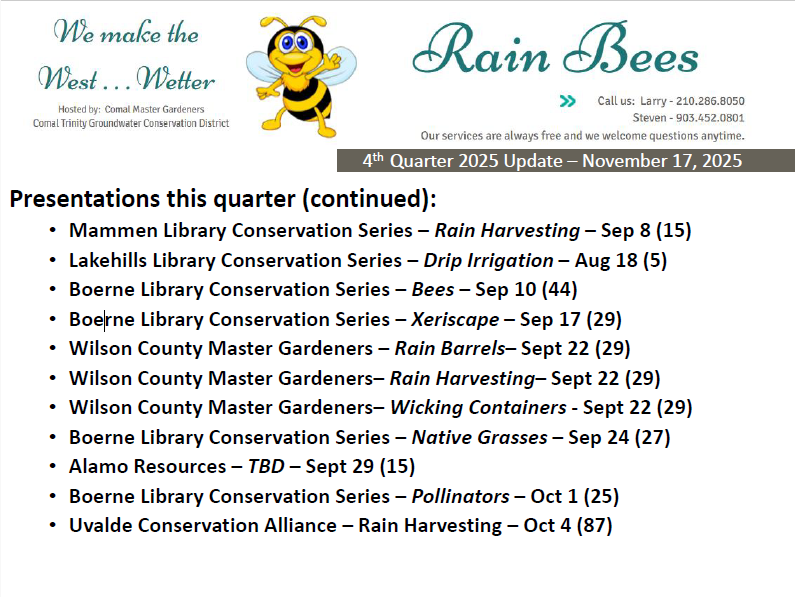 We make the
West . . . Wetter
Hosted by: Comal Master Gardeners
Comal Trinity Groundwater Conservation District
Rain Bees
Call us: Larry - 210.286.8050
Steven - 903.452.0801
Our services are always free and we welcome questions anytime.
4th Quarter 2025 Update – November 17, 2025
Presentations this quarter (continued):
• Mammen Library Conservation Series – Rain Harvesting – Sep 8 (15)
• Lakehills Library Conservation Series – Drip Irrigation – Aug 18 (5)
• Boerne Library Conservation Series – Bees – Sep 10 (44)
• Boerne Library Conservation Series – Xeriscape – Sep 17 (29)
• Wilson County Master Gardeners – Rain Barrels– Sept 22 (29)
• Wilson County Master Gardeners– Rain Harvesting– Sept 22 (29)
• Wilson County Master Gardeners– Wicking Containers - Sept 22 (29)
• Boerne Library Conservation Series – Native Grasses – Sep 24 (27)
• Alamo Resources – TBD – Sept 29 (15)
• Boerne Library Conservation Series – Pollinators – Oct 1 (25)
• Uvalde Conservation Alliance – Rain Harvesting – Oct 4 (87)